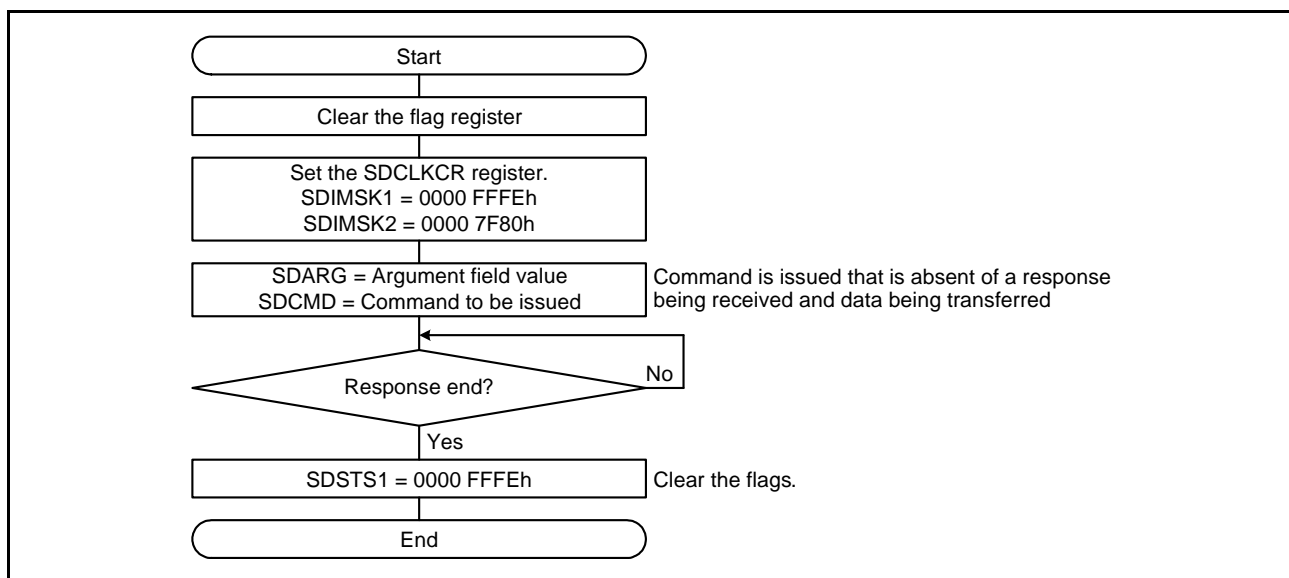 Start
Clear the flag register
Set the SDCLKCR register.
SDIMSK1 = 0000 FFFEh
SDIMSK2 = 0000 7F80h
SDARG = Argument field value
SDCMD = Command to be issued
Command is issued that is absent of a response
being received and data being transferred
Response end?
No
Yes
SDSTS1 = 0000 FFFEh
Clear the flags.
End